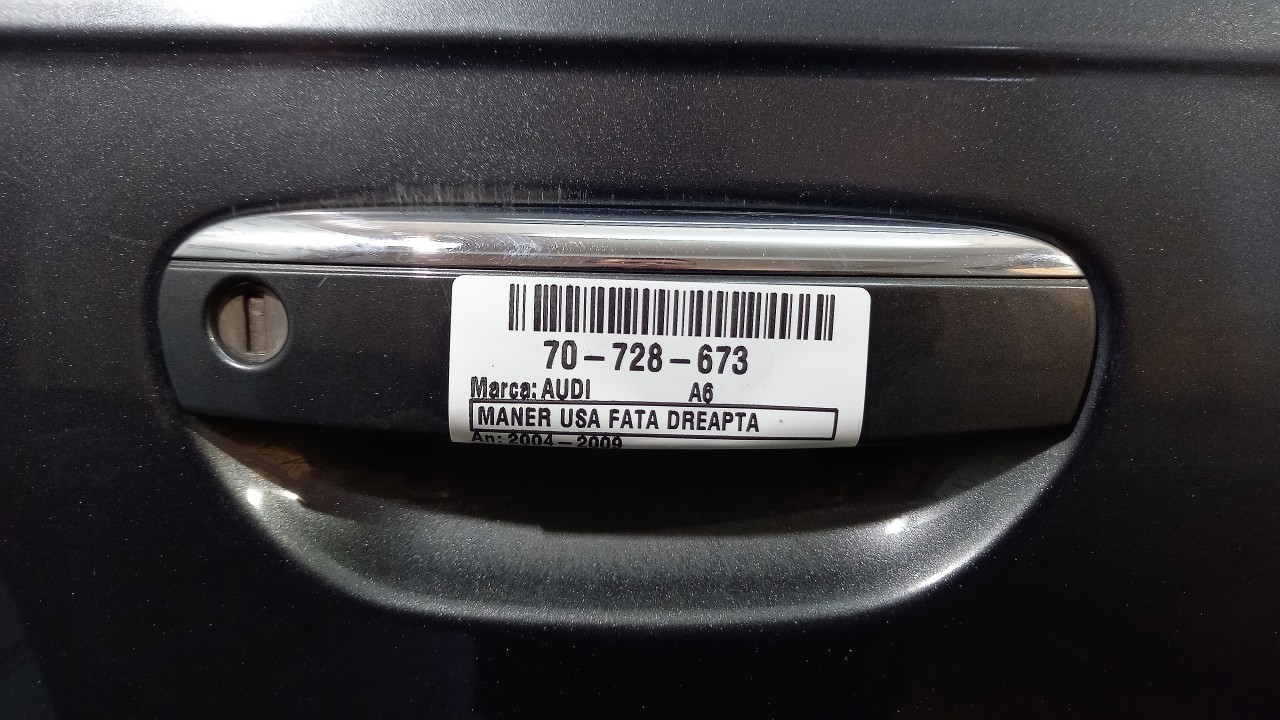 70-728-673
Marca: AUDI A6
MANER USA FATA DREAPTA
An: 2004-2009